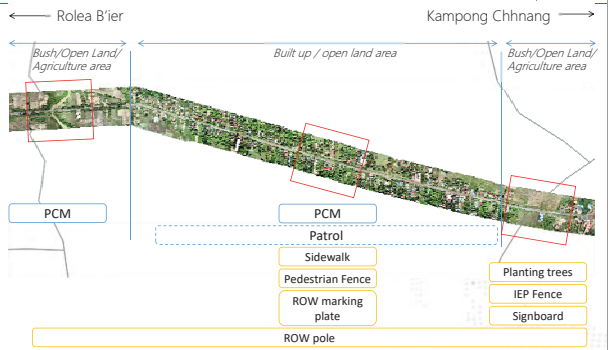 Rolea B'ier
Kampong Chhnang
Bush/Open Land/
Agriculture area
Built up / open land area
Bush/Open Land/
Agriculture area
PCM
PCM
Patrol
Sidewalk
Pedestrian Fence
ROW marking
plate
Planting trees
IEP Fence
Signboard
ROW pole